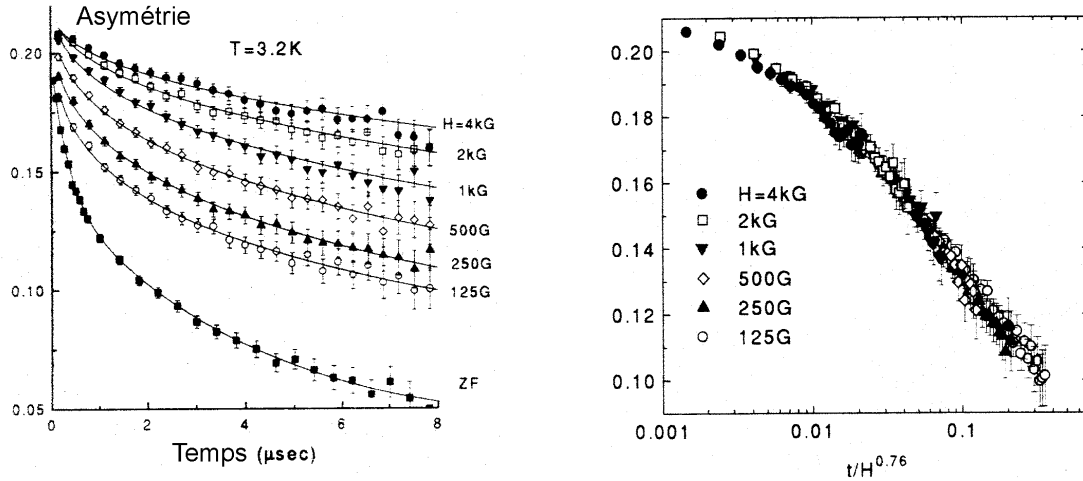 Asymétrie
T=3.2K
0.20
0.15
0.10
0.05
H=4kG
2kG
1kG
500G
250G
125G
ZF
0
2
4
6
8
Temps (µsec)
0.20
0.18
0.16
0.14
0.12
0.10
H=4kG
2kG
1kG
500G
250G
125G
0.001
0.01
0.1
t/H^0.76